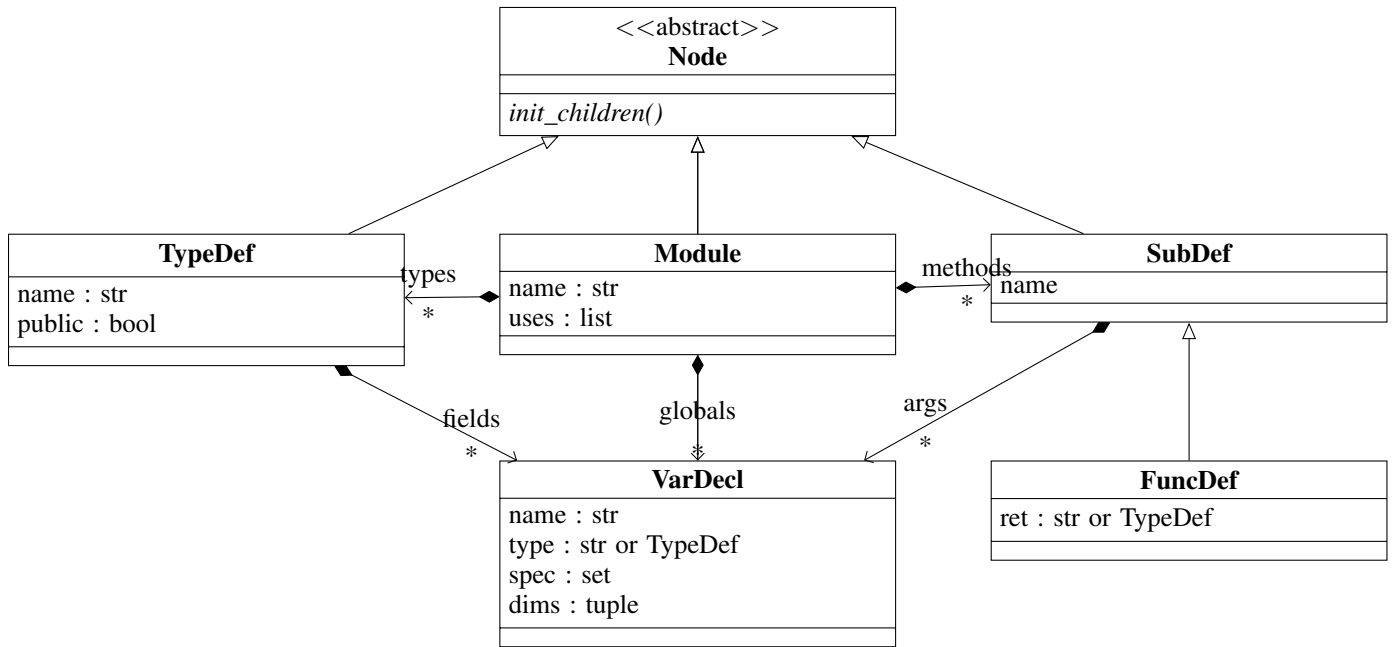 <<abstract>>
Node
init_children()
TypeDef
name : str
public : bool
types
*
Module
name : str
uses : list
methods
*
SubDef
name
fields
*
globals
*
args
*
VarDecl
name : str
type : str or TypeDef
spec : set
dims : tuple
FuncDef
ret : str or TypeDef